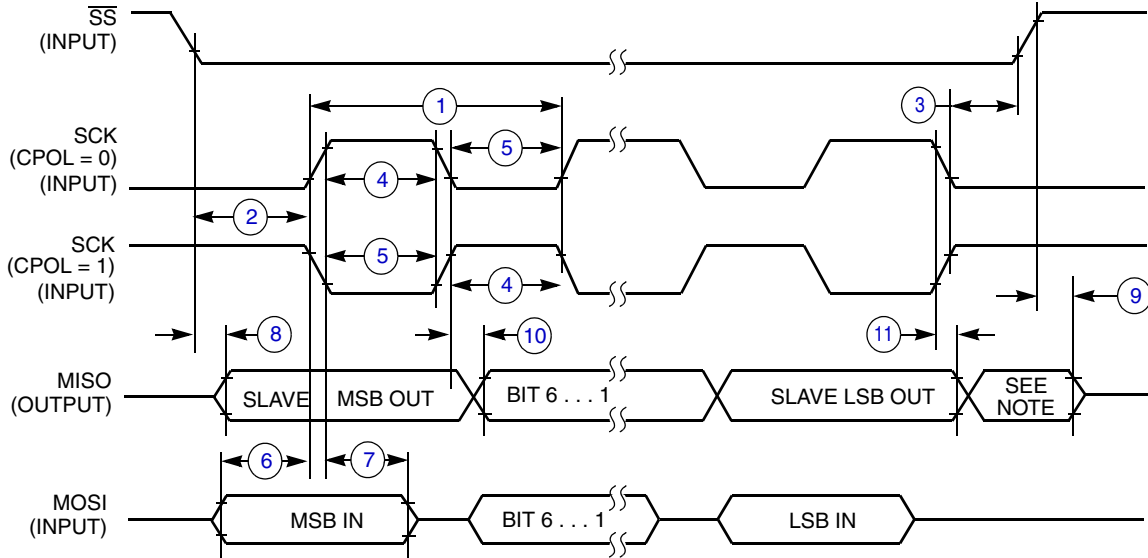 SS
(INPUT)
1
3
SCK
(CPOL = 0)
(INPUT)
5
4
2
SCK
(CPOL = 1)
(INPUT)
5
4
9
8
10
11
MISO
(OUTPUT)
SLAVE MSB OUT
BIT 6 . . . 1
SLAVE LSB OUT
SEE
NOTE
6
7
MOSI
(INPUT)
MSB IN
BIT 6 . . . 1
LSB IN